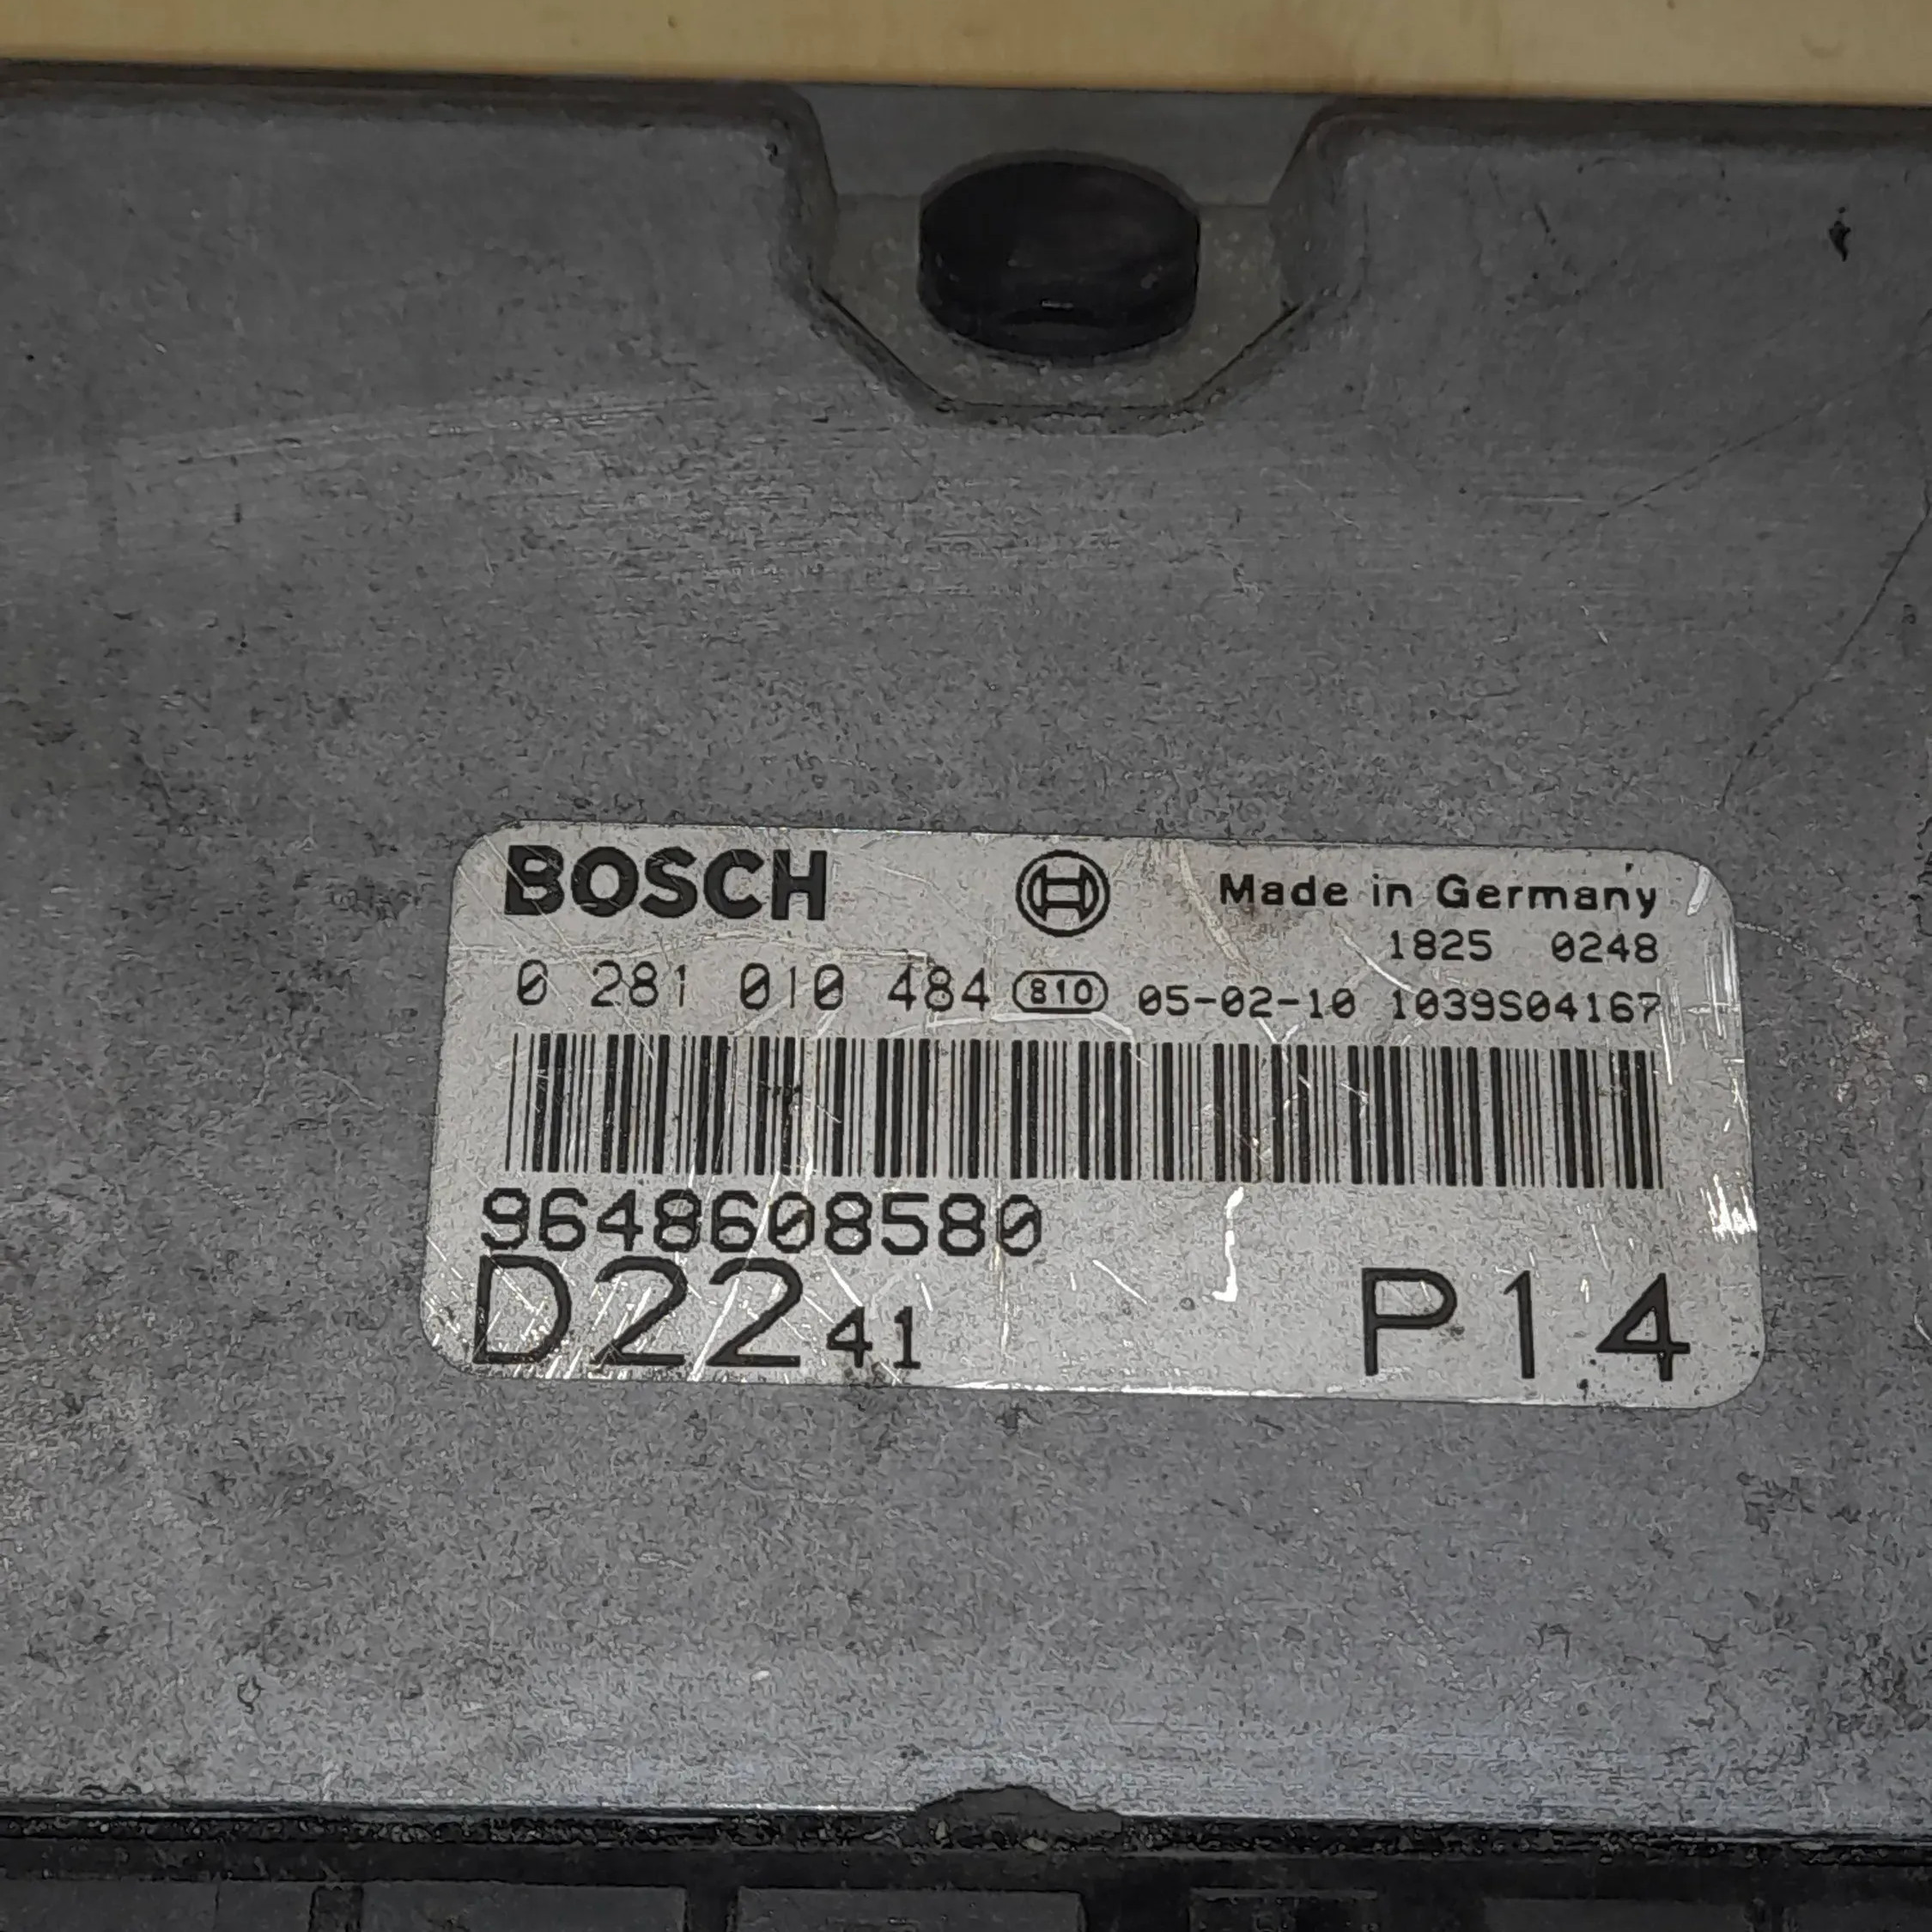 BOSCH Made in Germany
1825 0248
0 281 010 484 810 05-02-10 1039S04167
9648608580
D22 41 P14